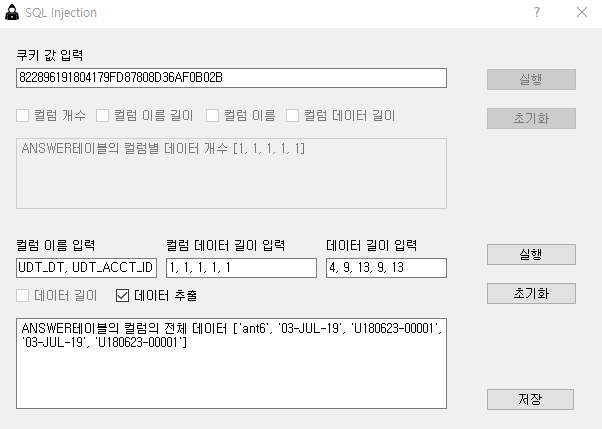 SQL Injection
쿠키 값 입력
822896191804179FD87808D36AF0B02B
실행
컬럼 개수 컬럼 이름 길이 컬럼 이름 컬럼 데이터 길이
초기화
ANSWER테이블의 컬럼별 데이터 개수 [1, 1, 1, 1, 1]
컬럼 이름 입력 컬럼 데이터 길이 입력 데이터 길이 입력
실행
UDT_DT, UDT_ACCT_ID 1, 1, 1, 1, 1 4, 9, 13, 9, 13
데이터 길이 데이터 추출
초기화
ANSWER테이블의 컬럼의 전체 데이터 ['ant6', '03-JUL-19', 'U180623-00001',
'03-JUL-19', 'U180623-00001']
저장